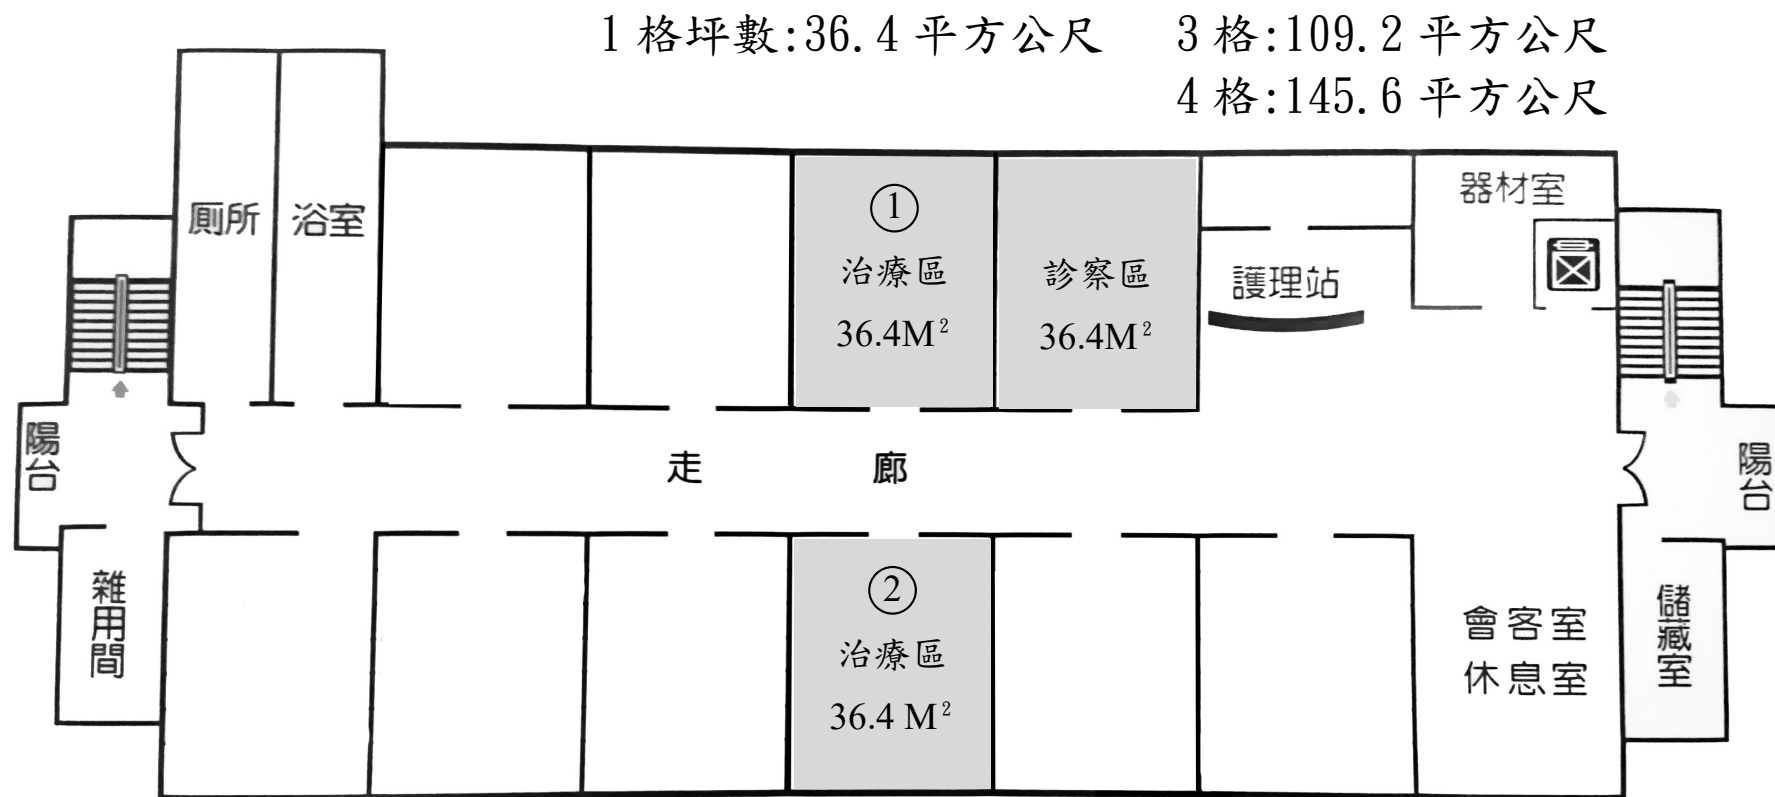 1格坪數:36.4平方公尺 3格:109.2平方公尺
4格:145.6平方公尺
廁所
浴室
①
治療區
36.4M²
診察區
36.4M²
護理站
器材室
陽台
走廊
陽台
雜用間
②
治療區
36.4 M²
會客室
休息室
儲藏室